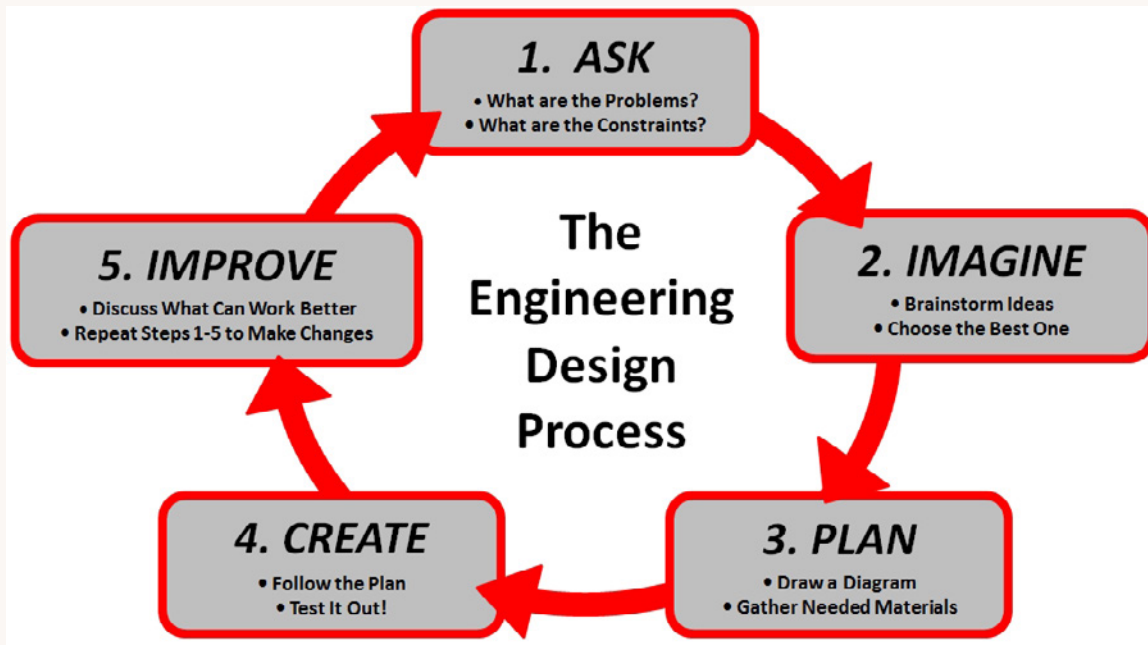 1. ASK
• What are the Problems?
• What are the Constraints?
The
Engineering
Design
Process
2. IMAGINE
• Brainstorm Ideas
• Choose the Best One
3. PLAN
• Draw a Diagram
• Gather Needed Materials
4. CREATE
• Follow the Plan
• Test It Out!
5. IMPROVE
• Discuss What Can Work Better
• Repeat Steps 1-5 to Make Changes